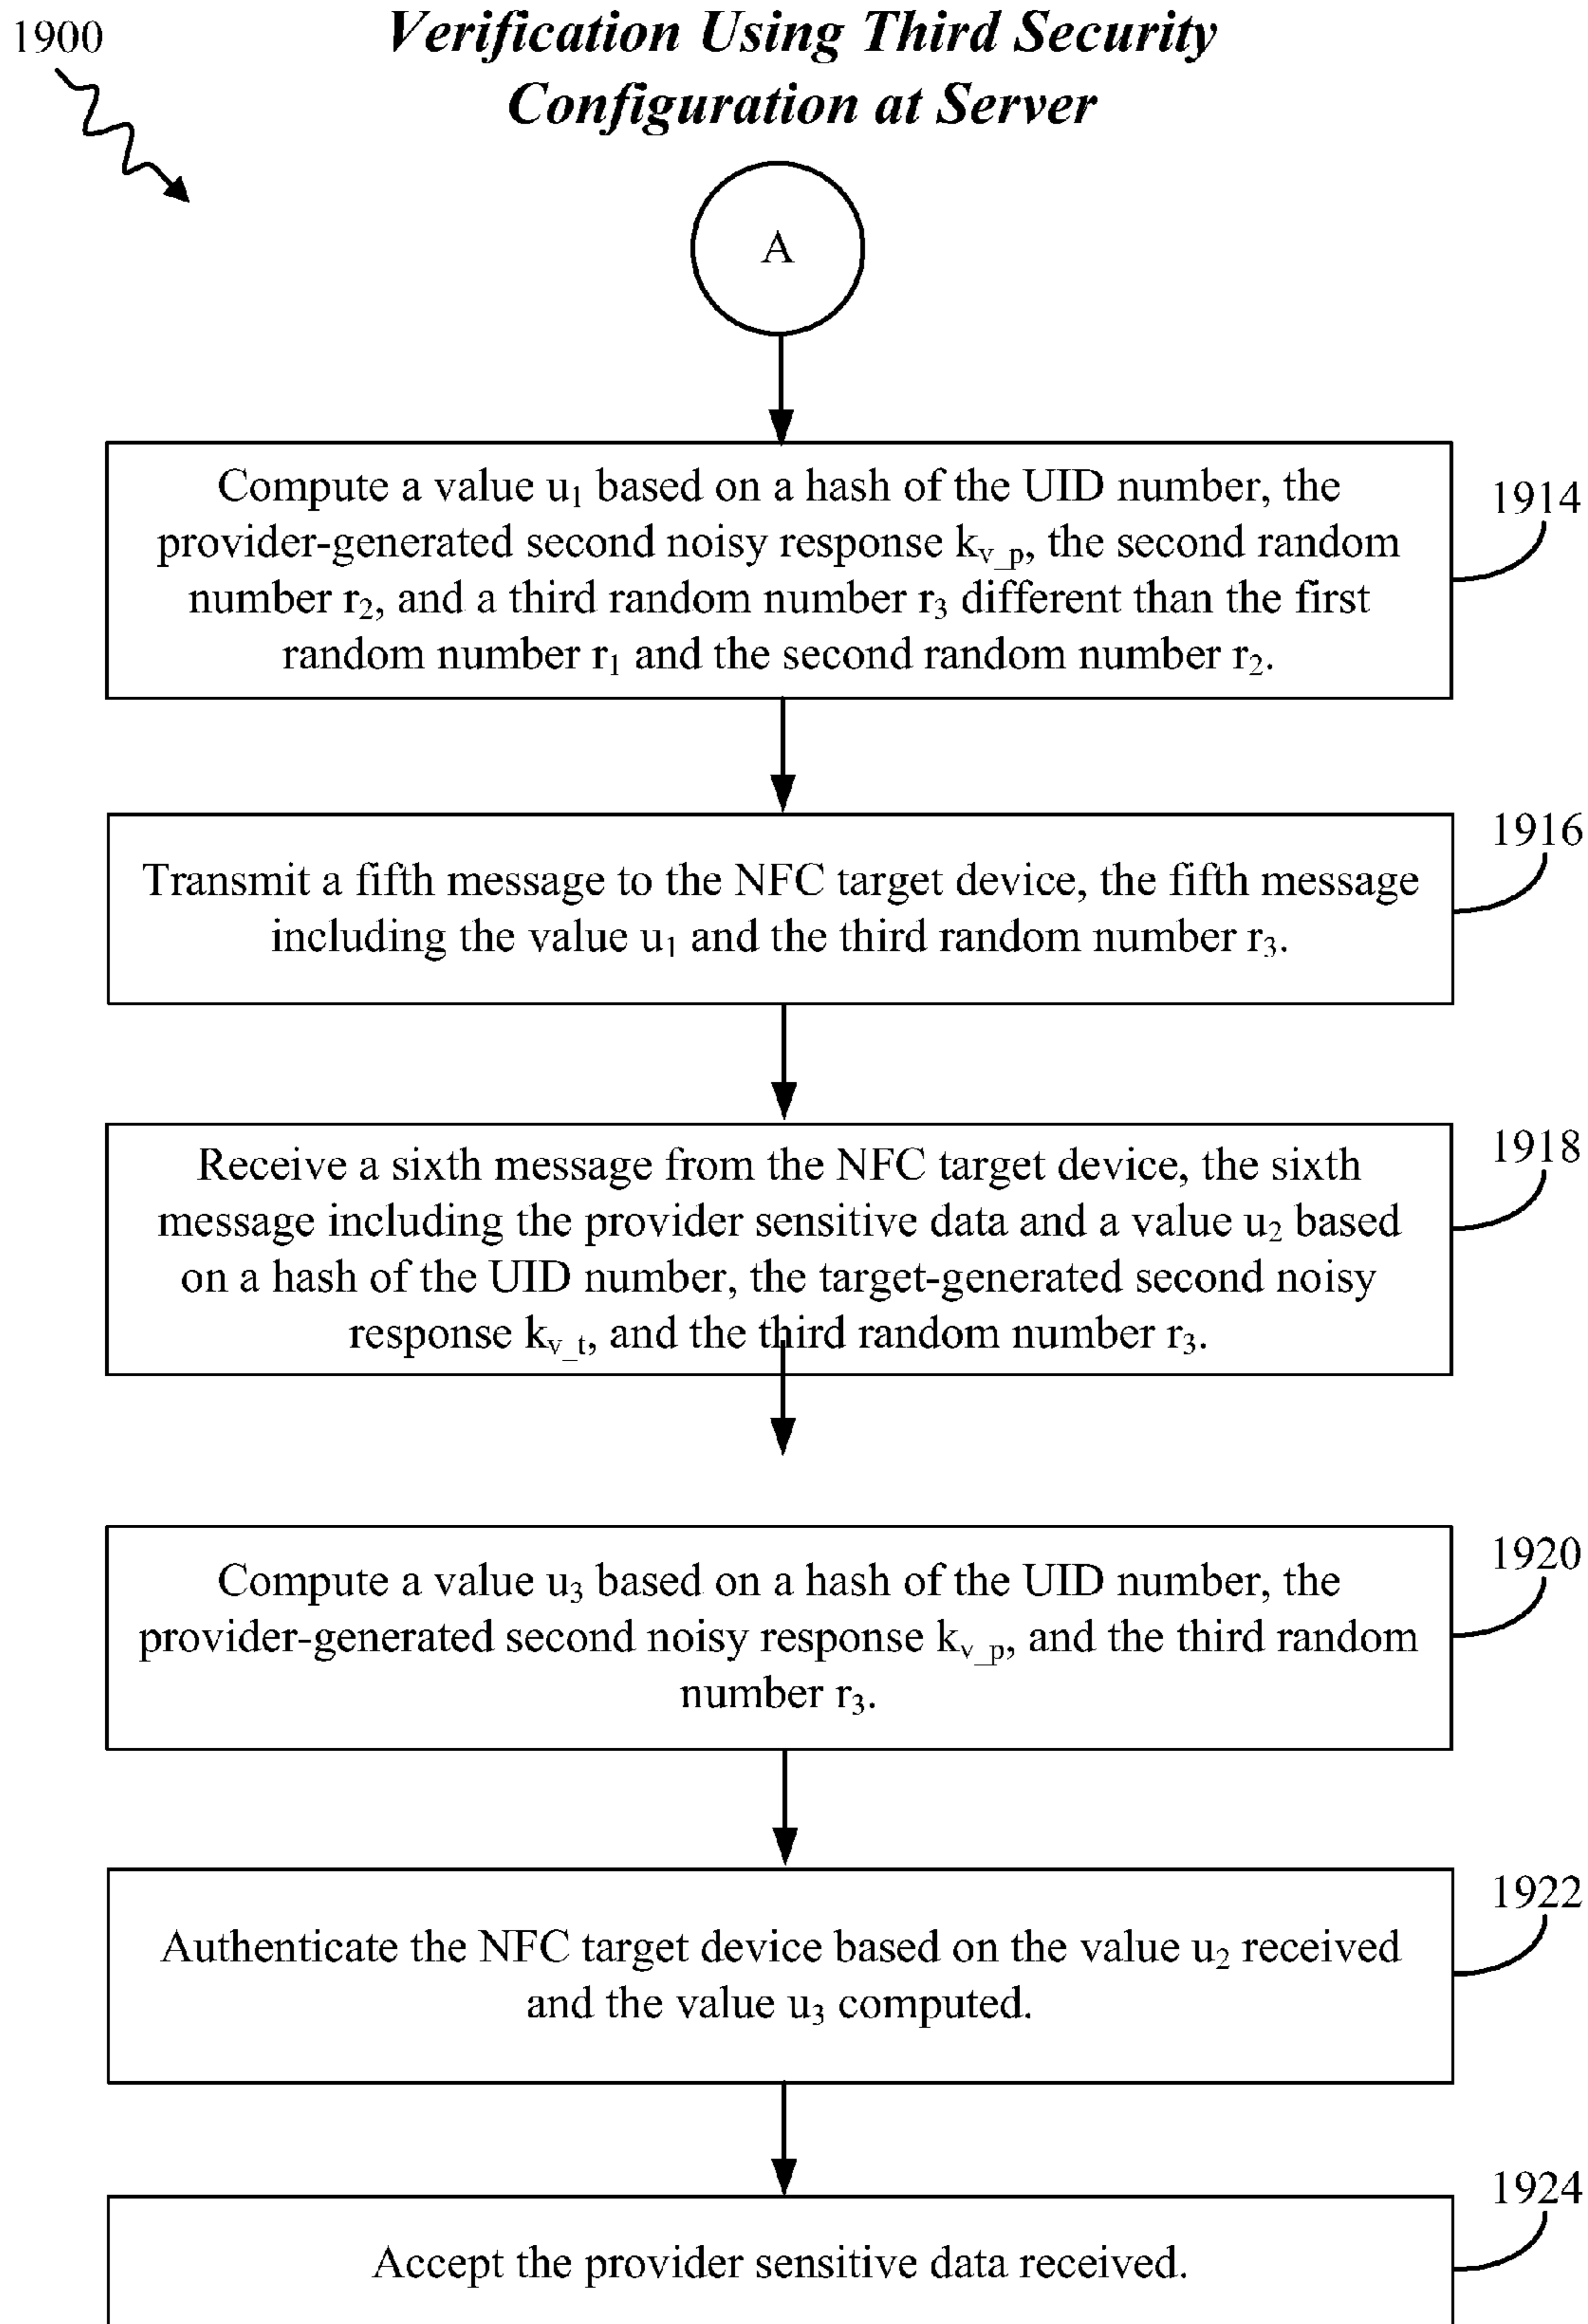 1900
Verification Using Third Security
Configuration at Server
A
Compute a value u₁ based on a hash of the UID number, the
provider-generated second noisy response kᵥ_ₚ, the second random
number r₂, and a third random number r₃ different than the first
random number r₁ and the second random number r₂.
1914
Transmit a fifth message to the NFC target device, the fifth message
including the value u₁ and the third random number r₃.
1916
Receive a sixth message from the NFC target device, the sixth
message including the provider sensitive data and a value u₂ based
on a hash of the UID number, the target-generated second noisy
response kᵥ_ₜ, and the third random number r₃.
1918
Compute a value u₃ based on a hash of the UID number, the
provider-generated second noisy response kᵥ_ₚ, and the third random
number r₃.
1920
Authenticate the NFC target device based on the value u₂ received
and the value u₃ computed.
1922
Accept the provider sensitive data received.
1924